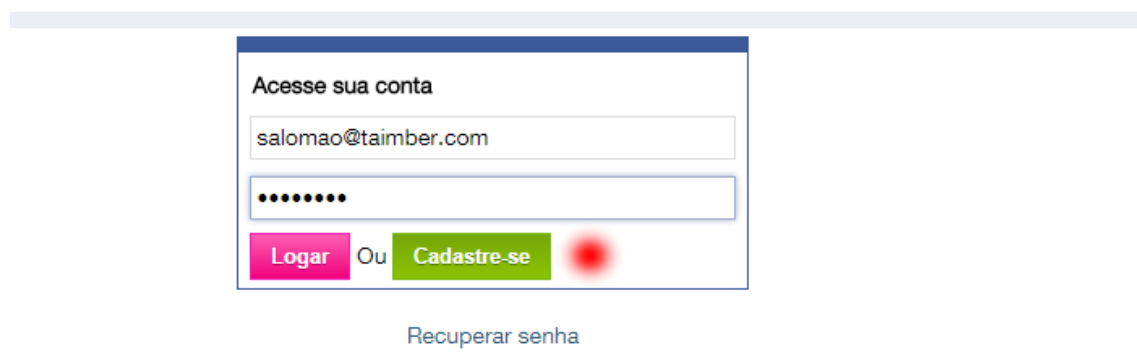 Acesse sua conta
salomao@taimber.com
••••••••
Logar Ou Cadastre-se
Recuperar senha